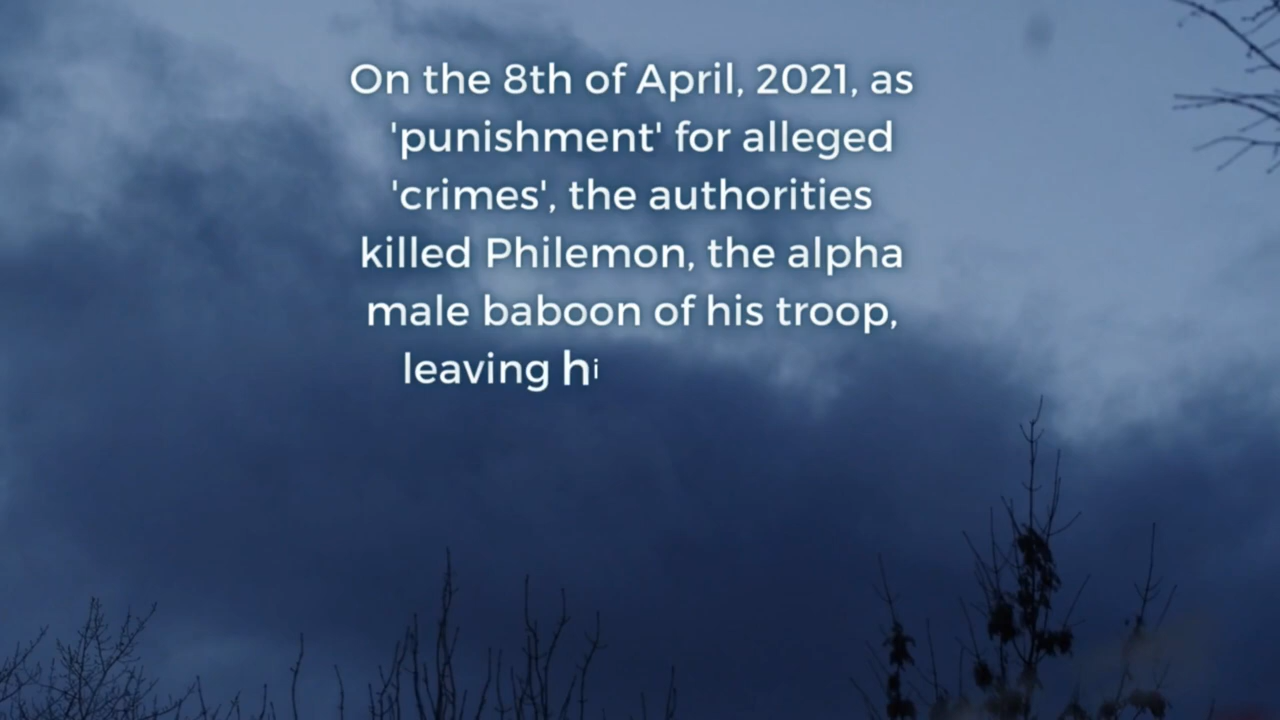 On the 8th of April, 2021, as
'punishment' for alleged
'crimes', the authorities
killed Philemon, the alpha
male baboon of his troop,
leaving hi